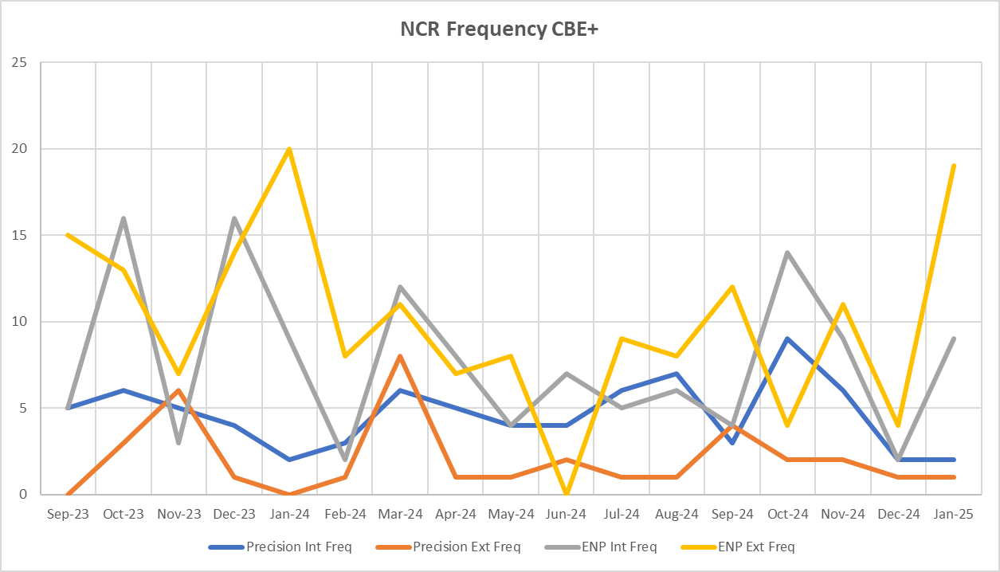 NCR Frequency CBE+
25
20
15
10
5
0
Sep-23 Oct-23 Nov-23 Dec-23 Jan-24 Feb-24 Mar-24 Apr-24 May-24 Jun-24 Jul-24 Aug-24 Sep-24 Oct-24 Nov-24 Dec-24 Jan-25
Precision Int Freq Precision Ext Freq ENP Int Freq ENP Ext Freq